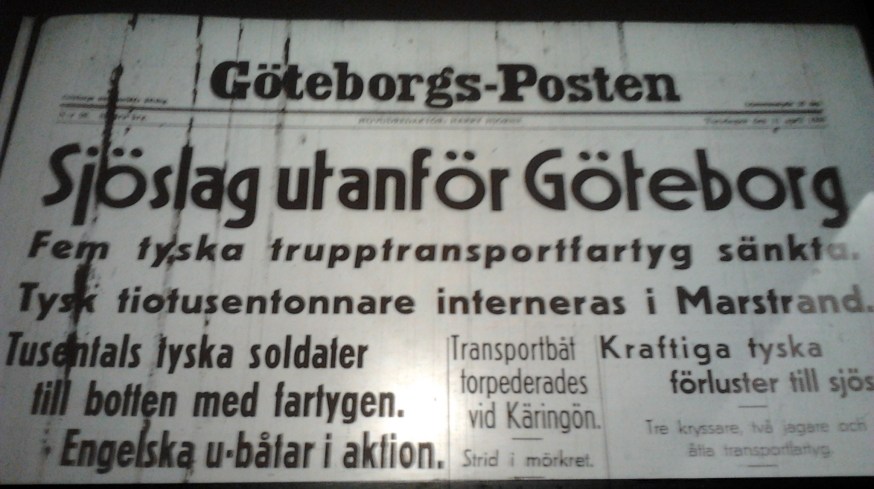 Göteborgs-Posten
Sjöslag utanför Göteborg
Fem tyska trupptransportfartyg sänkta.
Tysk tiotusentonnare interneras i Marstrand.
Tusentals tyska soldater
till botten med fartygen.
Engelska u-båtar i aktion.
Transportbåt
torpederades
vid Käringön.
Strid i mörkret.
Kraftiga tyska
förluster till sjös
Tre kryssare, två jagare och
åtta transportfartyg.